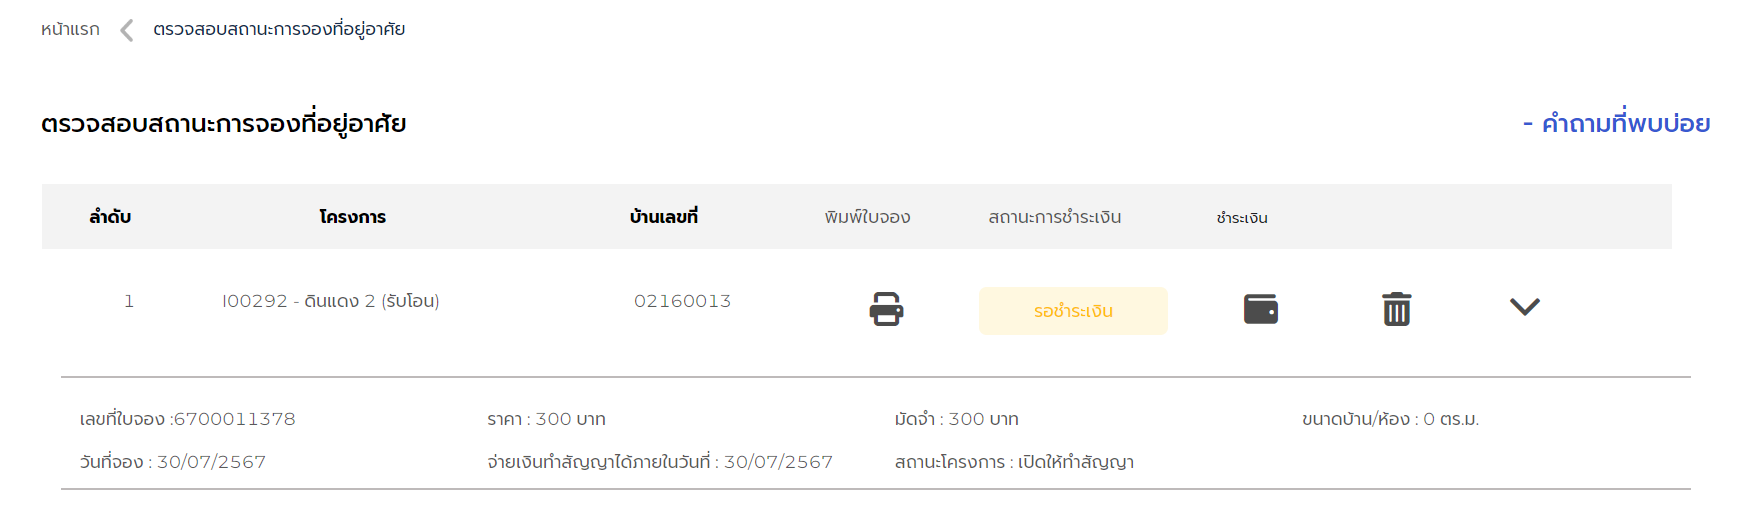 หน้าแรก ตรวจสอบสถานะการจองที่อยู่อาศัย
ตรวจสอบสถานะการจองที่อยู่อาศัย - คำถามที่พบบ่อย
ลำดับ โครงการ บ้านเลขที่ พิมพ์ใบจอง สถานะการชำระเงิน ชำระเงิน
1 I00292 - ดินแดง 2 (รับโอน) 02160013 รอชำระเงิน
เลขที่ใบจอง :6700011378 ราคา : 300 บาท มัดจำ : 300 บาท ขนาดบ้าน/ห้อง : 0 ตร.ม.
วันที่จอง : 30/07/2567 จ่ายเงินทำสัญญาได้ภายในวันที่ : 30/07/2567 สถานะโครงการ : เปิดให้ทำสัญญา